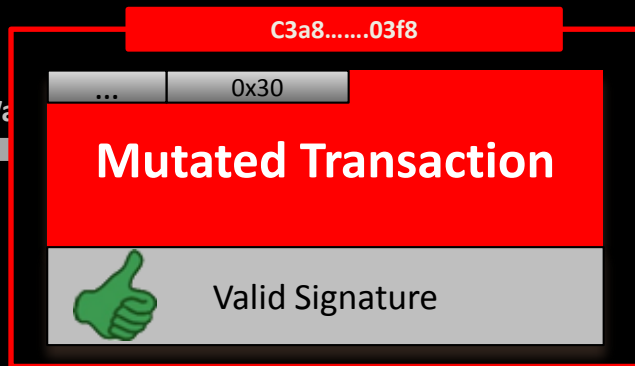 C3a8.......03f8
... 0x30
Mutated Transaction
Valid Signature